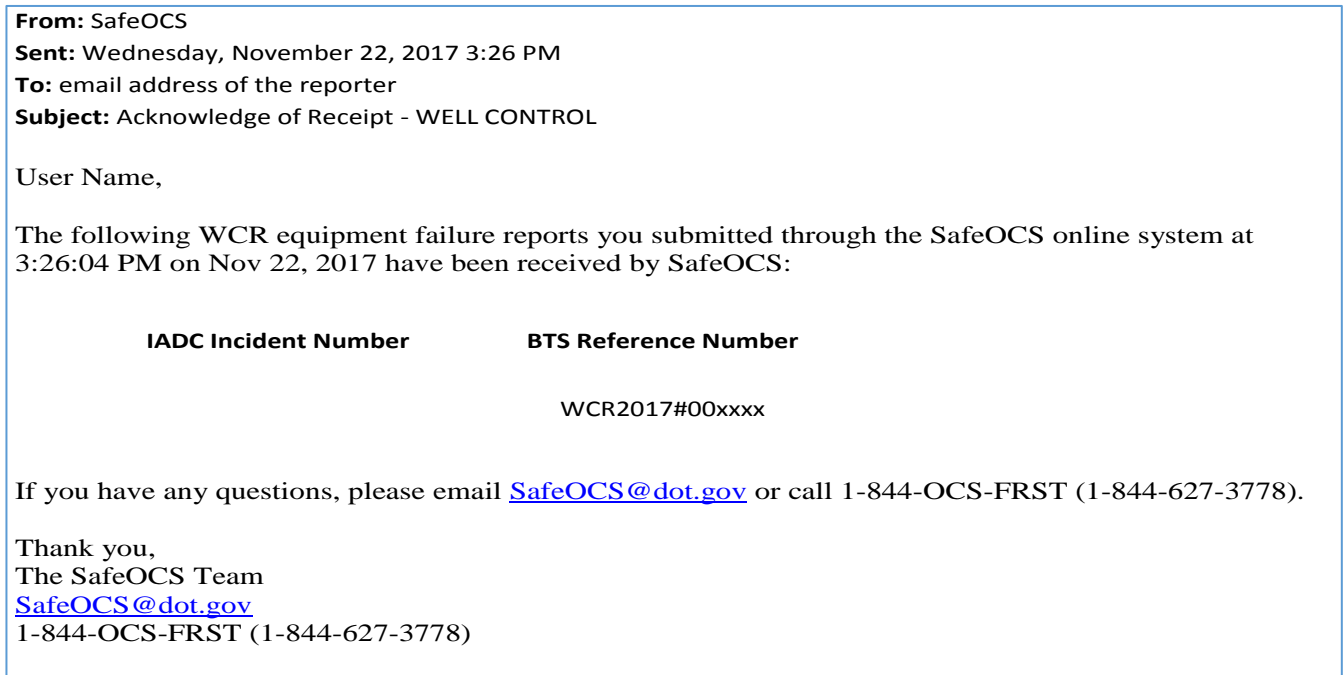 From: SafeOCS
Sent: Wednesday, November 22, 2017 3:26 PM
To: email address of the reporter
Subject: Acknowledge of Receipt - WELL CONTROL
User Name,
The following WCR equipment failure reports you submitted through the SafeOCS online system at
3:26:04 PM on Nov 22, 2017 have been received by SafeOCS:
IADC Incident Number BTS Reference Number
WCR2017#00xxxx
If you have any questions, please email SafeOCS@dot.gov or call 1-844-OCS-FRST (1-844-627-3778).
Thank you,
The SafeOCS Team
SafeOCS@dot.gov
1-844-OCS-FRST (1-844-627-3778)